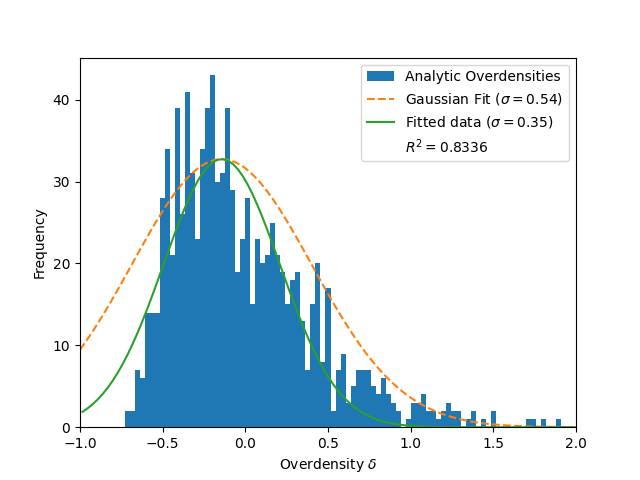 Analytic Overdensities
Gaussian Fit (σ = 0.54)
Fitted data (σ = 0.35)
R² = 0.8336
40
30
20
10
0
Frequency
−1.0 −0.5 0.0 0.5 1.0 1.5 2.0
Overdensity δ